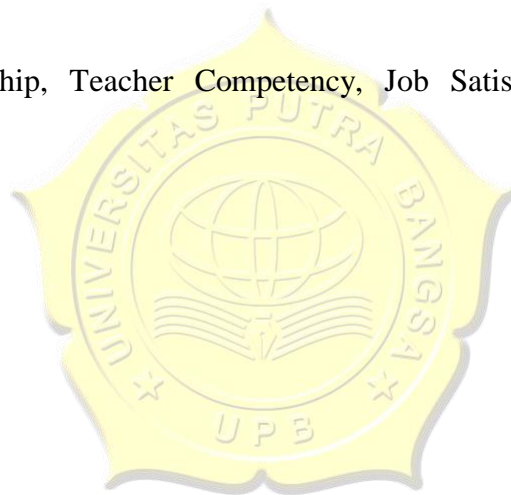 hip, Teacher Competency, Job Satis
UNIVERSITAS PUTRA BANGSA
UPB